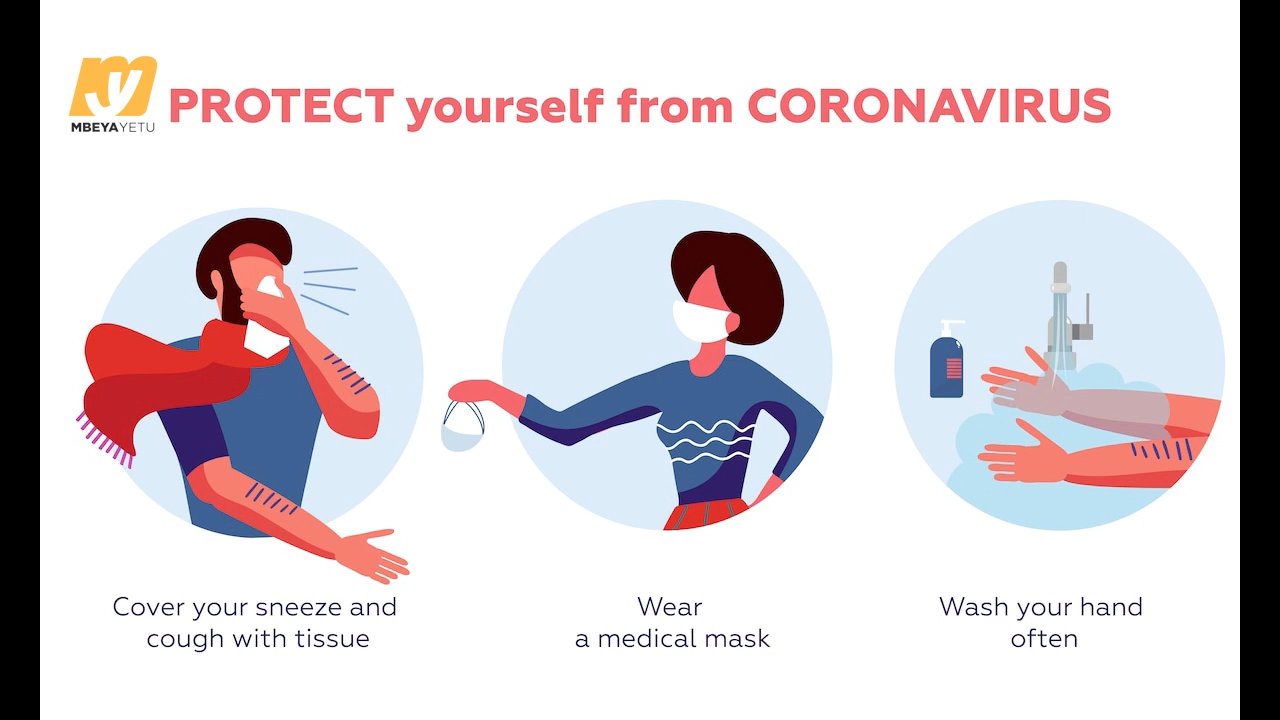 MBEYAYETU
PROTECT yourself from CORONAVIRUS
Cover your sneeze and
cough with tissue
Wear
a medical mask
Wash your hand
often